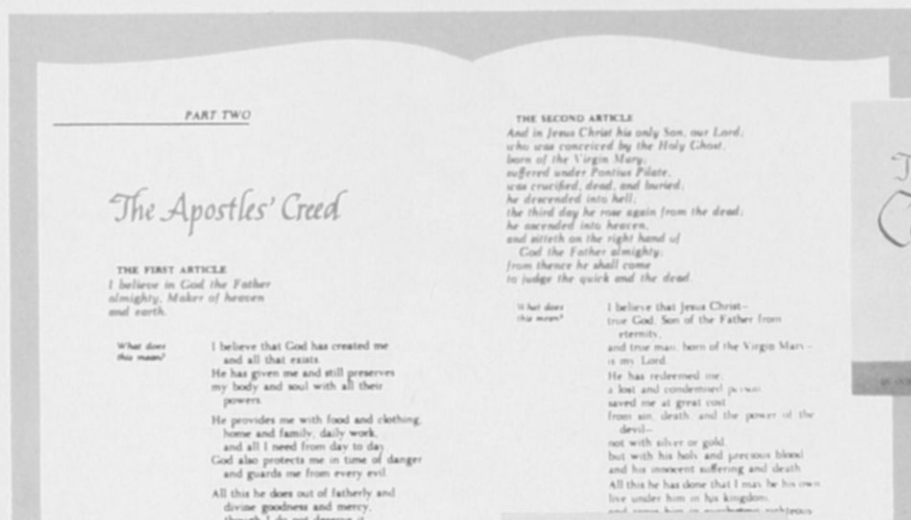 PART TWO
The Apostles' Creed
THE FIRST ARTICLE
I believe in God the Father
almighty, Maker of heaven
and earth.
What does
this mean?
I believe that God has created me
and all that exists.
He has given me and still preserves
my body and soul with all their
powers.
He provides me with food and clothing,
home and family, daily work,
and all I need from day to day.
God also protects me in time of danger
and guards me from every evil.
All this he does out of fatherly and
divine goodness and mercy,
though I do not deserve it.
THE SECOND ARTICLE
And in Jesus Christ his only Son, our Lord;
who was conceived by the Holy Ghost,
born of the Virgin Mary;
suffered under Pontius Pilate,
was crucified, dead, and buried;
he descended into hell;
the third day he rose again from the dead;
he ascended into heaven,
and sitteth on the right hand of
God the Father almighty;
from thence he shall come
to judge the quick and the dead.
What does
this mean?
I believe that Jesus Christ—
true God, Son of the Father from
eternity,
and true man, born of the Virgin Mary—
is my Lord.
He has redeemed me,
a lost and condemned person,
saved me at great cost
from sin, death, and the power of the
devil—
not with silver or gold,
but with his holy and precious blood
and his innocent suffering and death.
All this he has done that I may be his own,
live under him in his kingdom,
and serve him in everlasting righteous